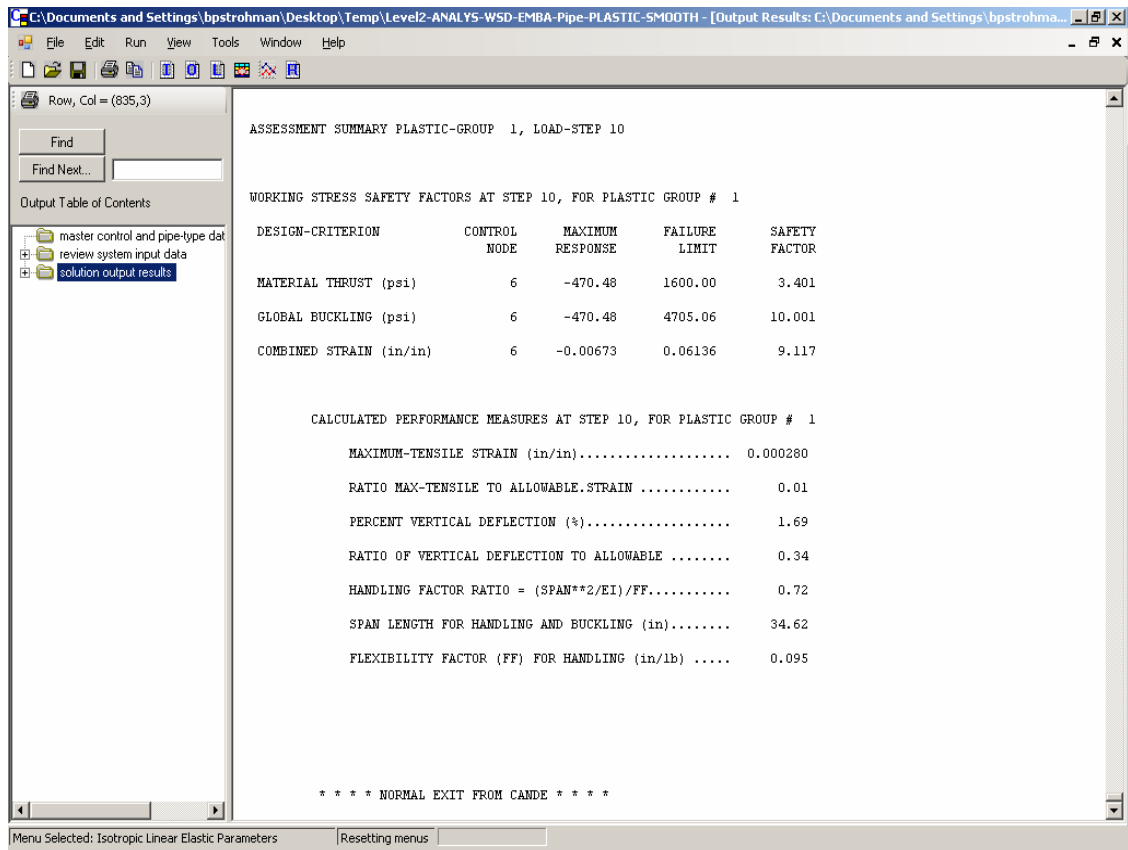 C:\Documents and Settings\bpstrohman\Desktop\Temp\Level2-ANALYS-WSD-EMBA-Pipe-PLASTIC-SMOOTH - [Output Results: C:\Documents and Settings\bpstrohma...
File Edit Run View Tools Window Help
Row, Col = (835,3)
Find
Find Next...
Output Table of Contents
master control and pipe-type dat
review system input data
solution output results
ASSESSMENT SUMMARY PLASTIC-GROUP 1, LOAD-STEP 10
WORKING STRESS SAFETY FACTORS AT STEP 10, FOR PLASTIC GROUP # 1
DESIGN-CRITERION CONTROL MAXIMUM FAILURE SAFETY
NODE RESPONSE LIMIT FACTOR
MATERIAL THRUST (psi) 6 -470.48 1600.00 3.401
GLOBAL BUCKLING (psi) 6 -470.48 4705.06 10.001
COMBINED STRAIN (in/in) 6 -0.00673 0.06136 9.117
CALCULATED PERFORMANCE MEASURES AT STEP 10, FOR PLASTIC GROUP # 1
MAXIMUM-TENSILE STRAIN (in/in).................... 0.000280
RATIO MAX-TENSILE TO ALLOWABLE.STRAIN ............ 0.01
PERCENT VERTICAL DEFLECTION (%)................... 1.69
RATIO OF VERTICAL DEFLECTION TO ALLOWABLE ........ 0.34
HANDLING FACTOR RATIO = (SPAN**2/EI)/FF........... 0.72
SPAN LENGTH FOR HANDLING AND BUCKLING (in)........ 34.62
FLEXIBILITY FACTOR (FF) FOR HANDLING (in/lb) ..... 0.095
* * * * NORMAL EXIT FROM CANDE * * * *
Menu Selected: Isotropic Linear Elastic Parameters Resetting menus